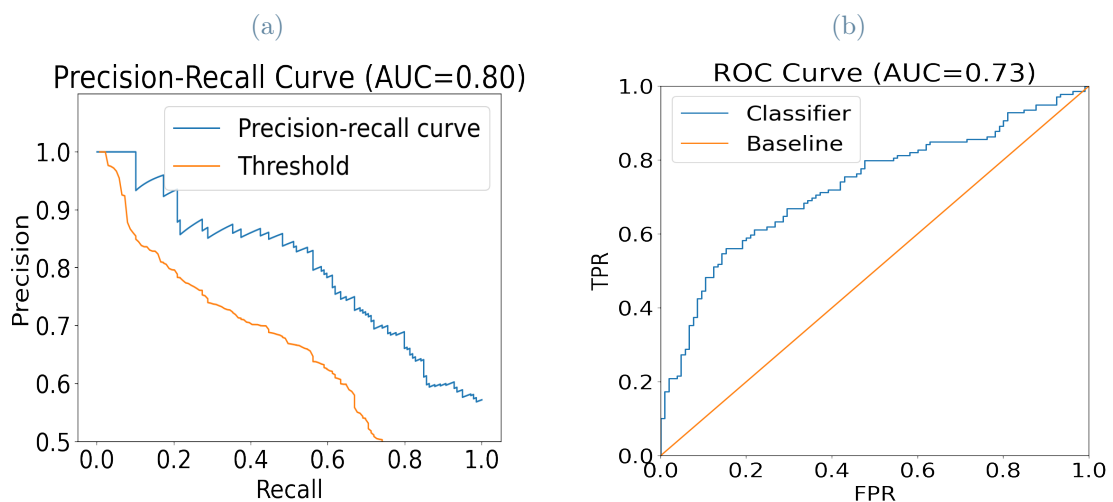 (a)
Precision-Recall Curve (AUC=0.80)
Precision-recall curve
Threshold
1.0
0.9
0.8
0.7
0.6
0.5
Precision
0.0 0.2 0.4 0.6 0.8 1.0
Recall
(b)
ROC Curve (AUC=0.73)
Classifier
Baseline
1.0
0.8
0.6
0.4
0.2
0.0
TPR
0.0 0.2 0.4 0.6 0.8 1.0
FPR